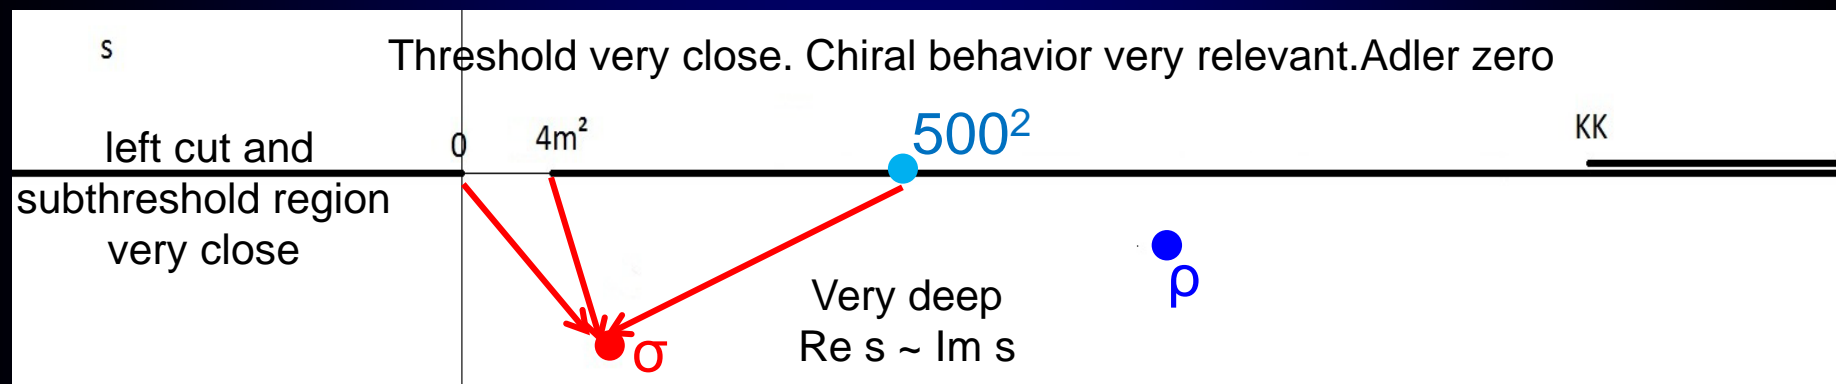 s
Threshold very close. Chiral behavior very relevant.Adler zero
left cut and
subthreshold region
very close
0
4m²
500²
KK
σ
Very deep
Re s ~ Im s
ρ